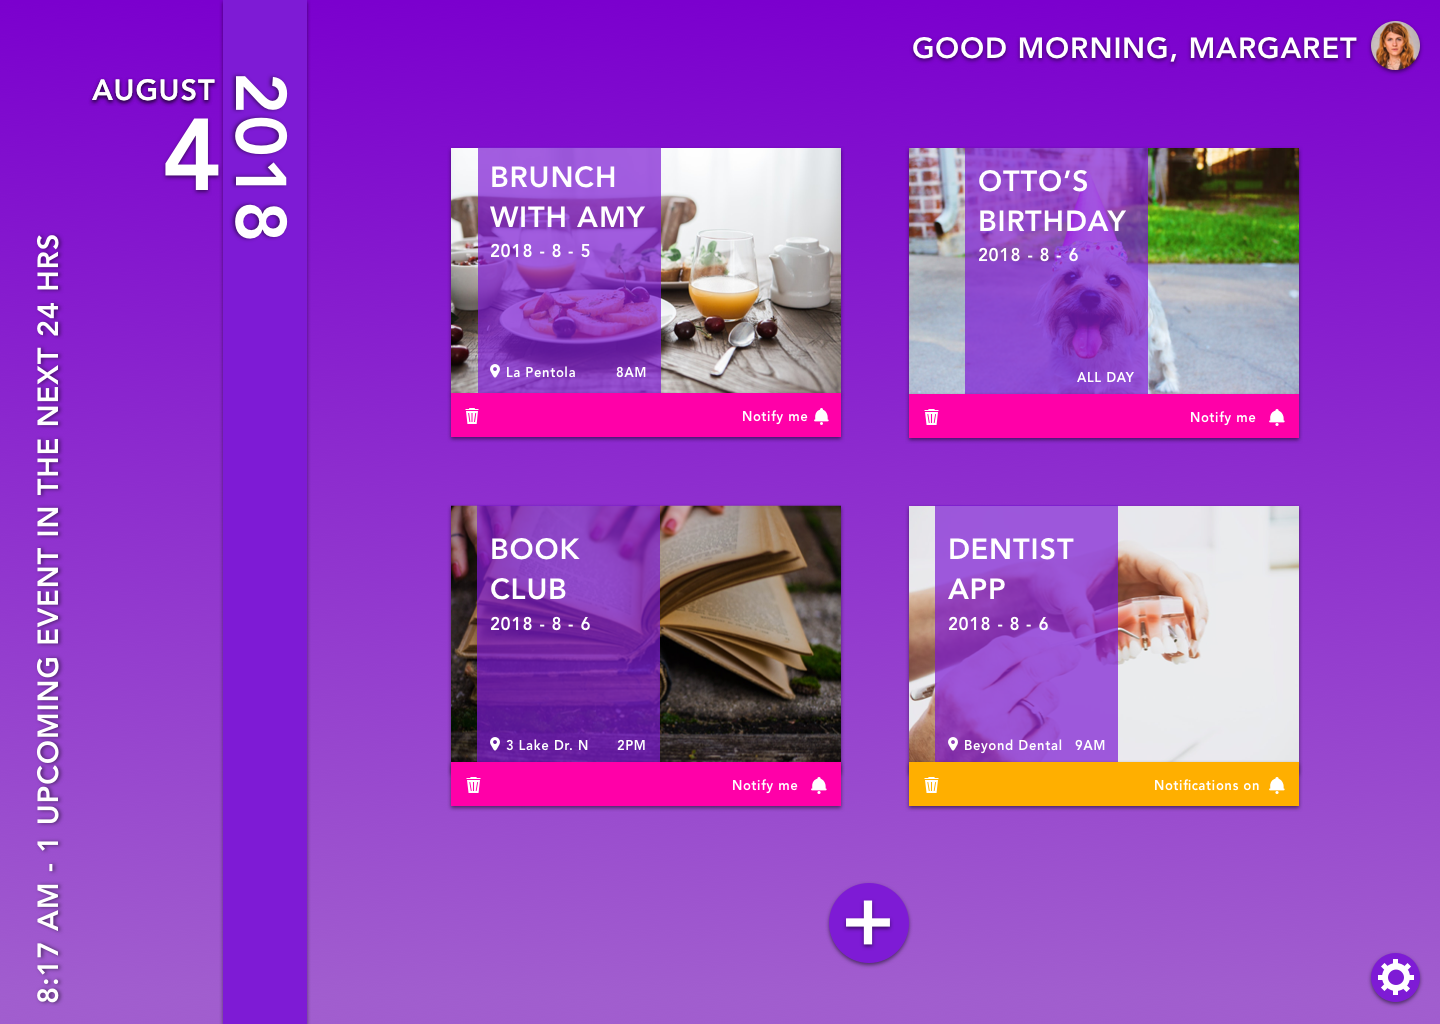 GOOD MORNING, MARGARET
AUGUST
4
2018
8:17 AM - 1 UPCOMING EVENT IN THE NEXT 24 HRS
BRUNCH
WITH AMY
2018 - 8 - 5
La Pentola 8AM
Notify me
OTTO’S
BIRTHDAY
2018 - 8 - 6
ALL DAY
Notify me
BOOK
CLUB
2018 - 8 - 6
3 Lake Dr. N 2PM
Notify me
DENTIST
APP
2018 - 8 - 6
Beyond Dental 9AM
Notifications on